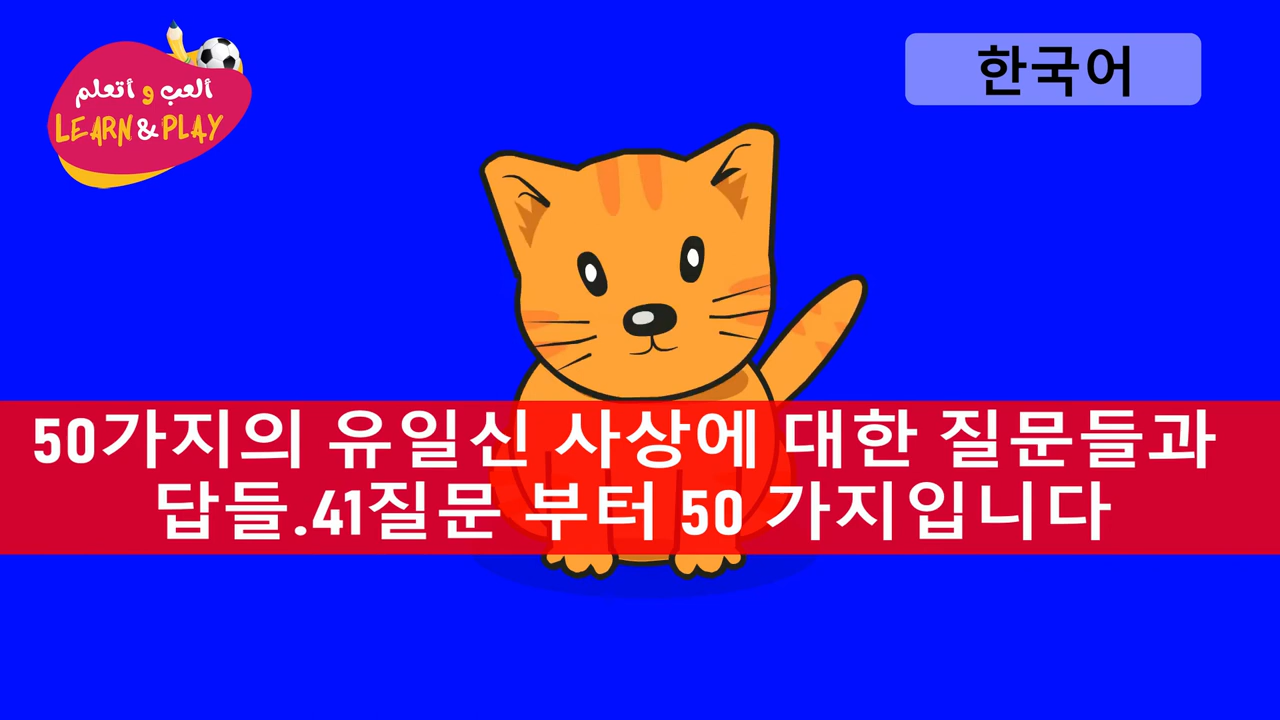 ألعب و أتعلم
LEARN & PLAY
한국어
50가지의 유일신 사상에 대한 질문들과
답들.41질문 부터 50 가지입니다